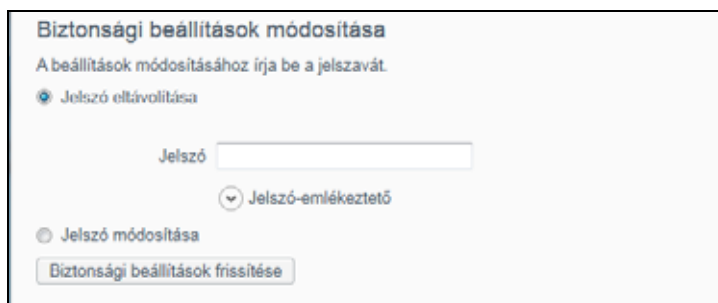 Biztonsági beállítások módosítása
A beállítások módosításához írja be a jelszavát.
Jelszó eltávolítása
Jelszó
Jelszó-emlékeztető
Jelszó módosítása
Biztonsági beállítások frissítése